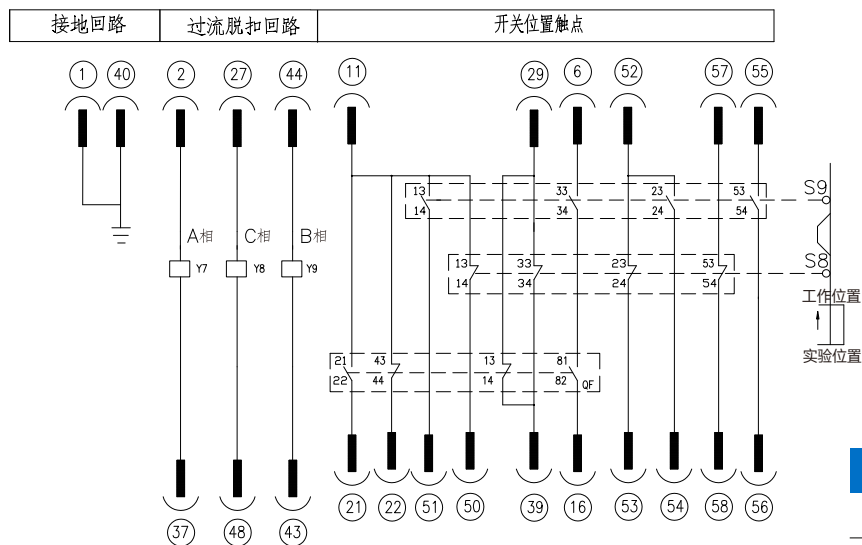 接地回路 过流脱扣回路 开关位置触点
1 40 2 27 44 11 29 6 52 57 55
13 33 23 53 S9
14 34 24 54
A相 C相 B相
Y7 Y8 Y9
13 33 23 53 S8
14 34 24 54
工作位置
实验位置
21 43 13 81
22 44 14 82 QF
21 22 51 50 39 16 53 54 58 56
37 48 43